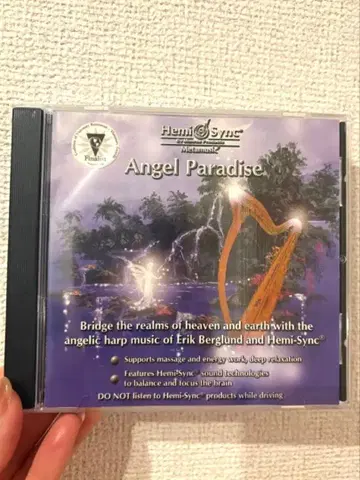 Finalist
Hemi Sync®
Metamusic®
Angel Paradise
Bridge the realms of heaven and earth with the
angelic harp music of Erik Berglund and Hemi-Sync®
Supports massage and energy work, deep relaxation
Features Hemi-Sync® sound technologies
to balance and focus the brain
DO NOT listen to Hemi-Sync® products while driving